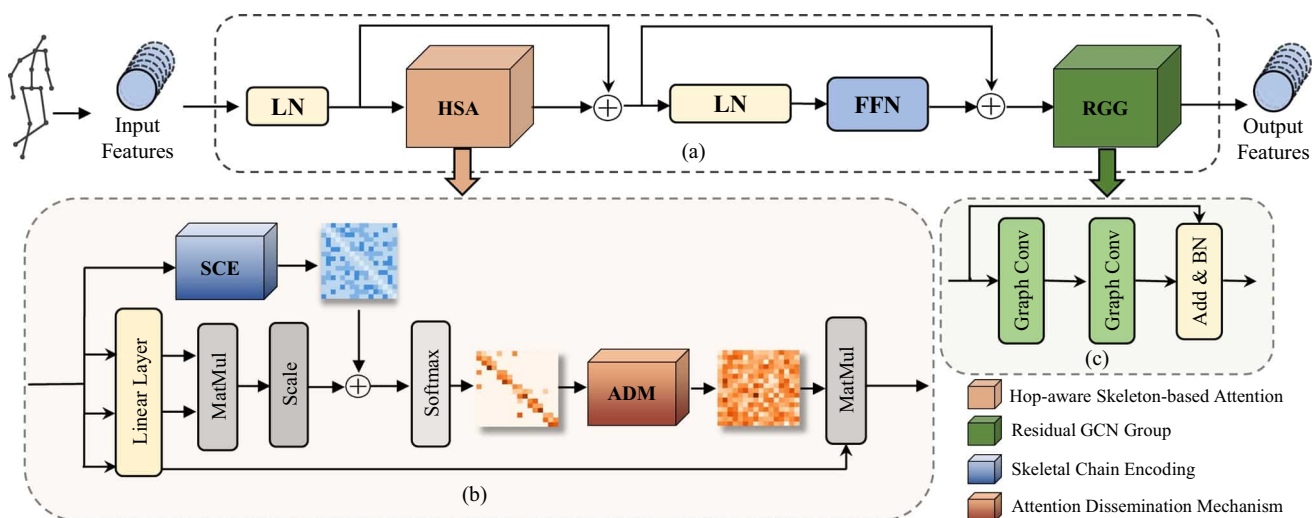 LN
HSA
LN
FFN
RGG
Input
Features
(a)
Output
Features
SCE
Linear Layer
MatMul
Scale
Softmax
ADM
MatMul
(b)
Graph Conv
Graph Conv
Add & BN
(c)
Hop-aware Skeleton-based Attention
Residual GCN Group
Skeletal Chain Encoding
Attention Dissemination Mechanism